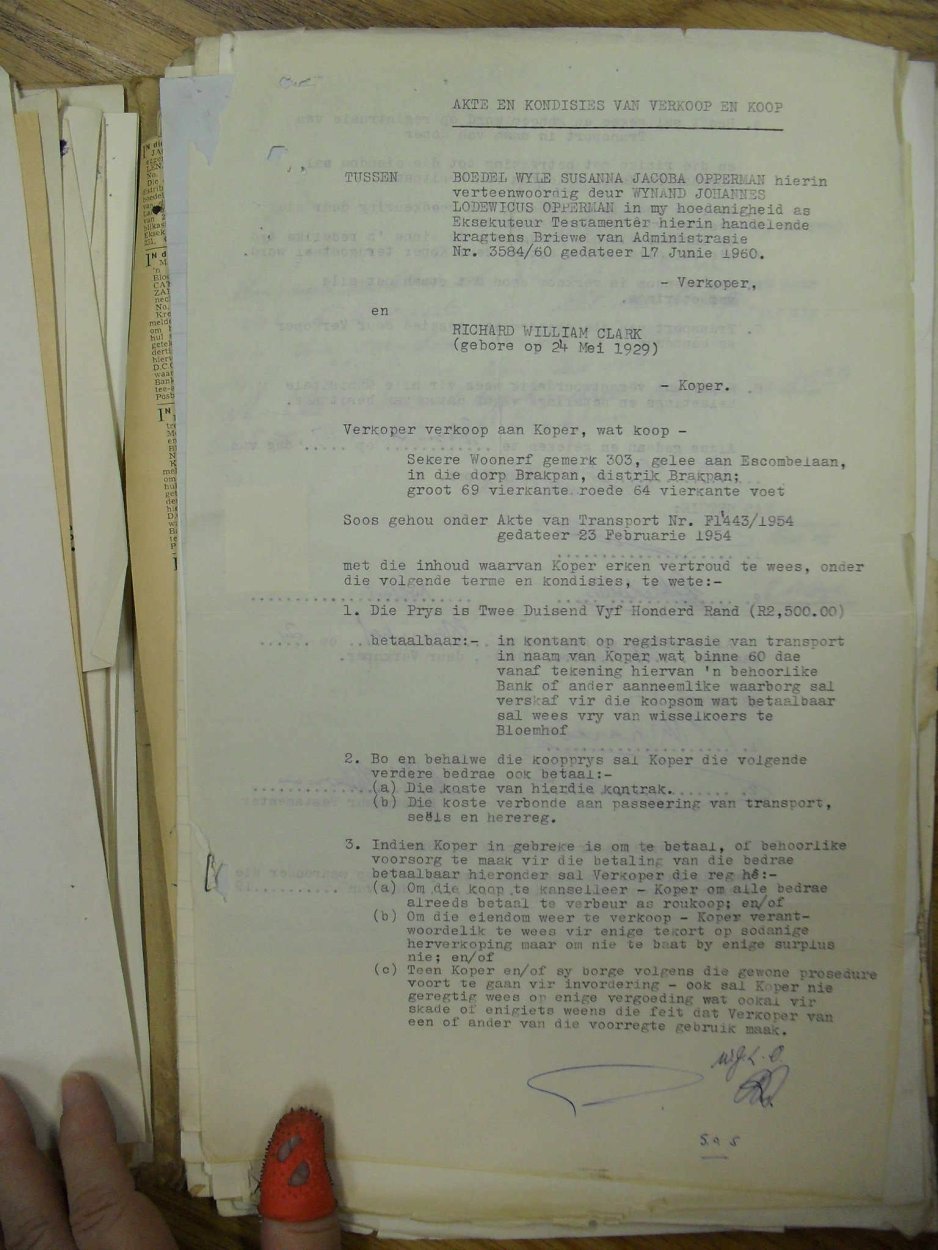 AKTE EN KONDISIES VAN VERKOOP EN KOOP
TUSSEN BOEDEL WYLE SUSANNA JACOBA OPPERMAN hierin
verteenwoordig deur WYNAND JOHANNES
LODEWICUS OPPERMAN in my hoedanigheid as
Eksekuteur Testamentêr hierin handelende
kragtens Briewe van Administrasie
Nr. 3584/60 gedateer 17 Junie 1960.
- Verkoper,
en
RICHARD WILLIAM CLARK
(gebore op 24 Mei 1929)
- Koper.
Verkoper verkoop aan Koper, wat koop -
Sekere Woonerf gemerk 303, gelee aan Escombelaan,
in die dorp Brakpan, distrik Brakpan;
groot 69 vierkante roede 64 vierkante voet
Soos gehou onder Akte van Transport Nr. F1443/1954
gedateer 23 Februarie 1954
met die inhoud waarvan Koper erken vertroud te wees, onder
die volgende terme en kondisies, te wete:-
1. Die Prys is Twee Duisend Vyf Honderd Rand (R2,500.00)
betaalbaar:- in kontant op registrasie van transport
in naam van Koper wat binne 60 dae
vanaf tekening hiervan 'n behoorlike
Bank of ander aanneemlike waarborg sal
verskaf vir die koopsom wat betaalbaar
sal wees vry van wisselkoers te
Bloemhof
2. Bo en behalwe die koopprys sal Koper die volgende
verdere bedrae ook betaal:-
(a) Die koste van hierdie kontrak.
(b) Die koste verbonde aan passeering van transport,
seëls en herereg.
3. Indien Koper in gebreke is om te betaal, of behoorlike
voorsorg te maak vir die betaling van die bedrae
betaalbaar hieronder sal Verkoper die reg hê:-
(a) Om die koop te kanselleer - Koper om alle bedrae
alreeds betaal te verbeur as roukoop; en/of
(b) Om die eiendom weer te verkoop - Koper verant-
woordelik te wees vir enige tekort op sodanige
herverkoping maar om nie te baat by enige surplus
nie; en/of
(c) Teen Koper en/of sy borge volgens die gewone prosedure
voort te gaan vir invordering - ook sal Koper nie
geregtig wees op enige vergoeding wat ookal vir
skade of enigiets weens die feit dat Verkoper van
een of ander van die voorregte gebruik maak.
W.J.L.O.